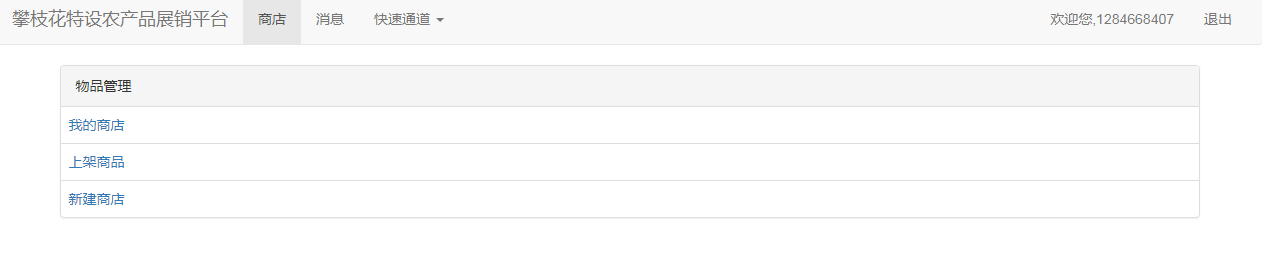 攀枝花特设农产品展销平台 商店 消息 快速通道 欢迎您,1284668407 退出
物品管理
我的商店
上架商品
新建商店